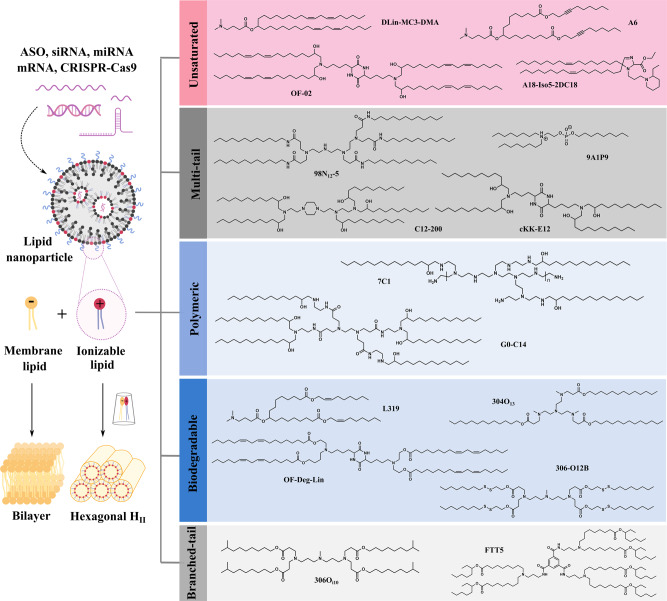 ASO, siRNA, miRNA
mRNA, CRISPR-Cas9
Lipid
nanoparticle
Membrane
lipid
+
Ionizable
lipid
Bilayer
Hexagonal HII
Unsaturated
DLin-MC3-DMA
A6
OF-02
A18-Iso5-2DC18
Multi-tail
98N12-5
9A1P9
C12-200
cKK-E12
Polymeric
7C1
G0-C14
Biodegradable
L319
304O13
OF-Deg-Lin
306-O12B
Branched-tail
306Oi10
FTT5